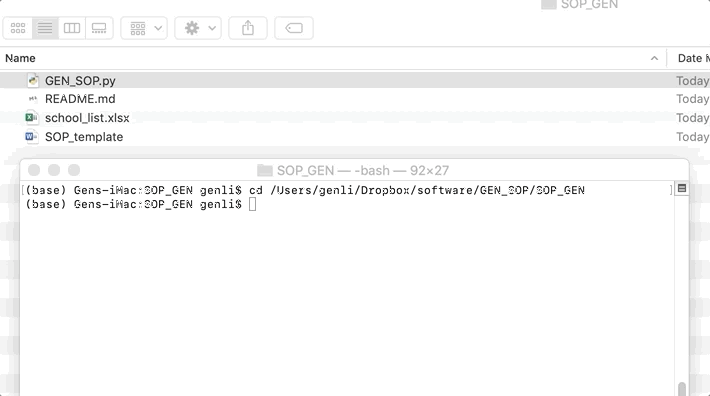 SOP_GEN
Name
Date M
GEN_SOP.py
Today
README.md
Today
school_list.xlsx
Today
SOP_template
Today
SOP_GEN — -bash — 92×27
[(base) Gens-iMac:SOP_GEN genli$ cd /Users/genli/Dropbox/software/GEN_SOP/SOP_GEN ]
(base) Gens-iMac:SOP_GEN genli$